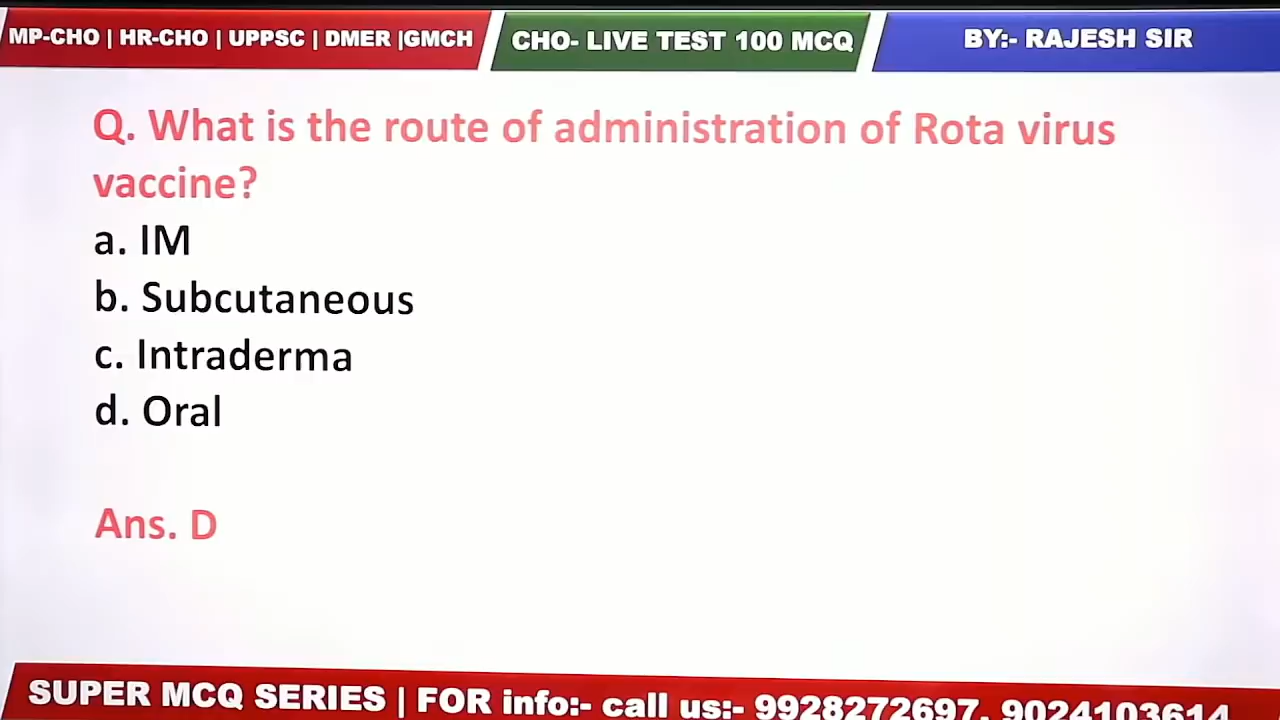 MP-CHO | HR-CHO | UPPSC | DMER |GMCH
CHO- LIVE TEST 100 MCQ
BY:- RAJESH SIR
Q. What is the route of administration of Rota virus
vaccine?
a. IM
b. Subcutaneous
c. Intraderma
d. Oral
Ans. D
SUPER MCQ SERIES | FOR info:- call us:- 9928272697, 9024103614